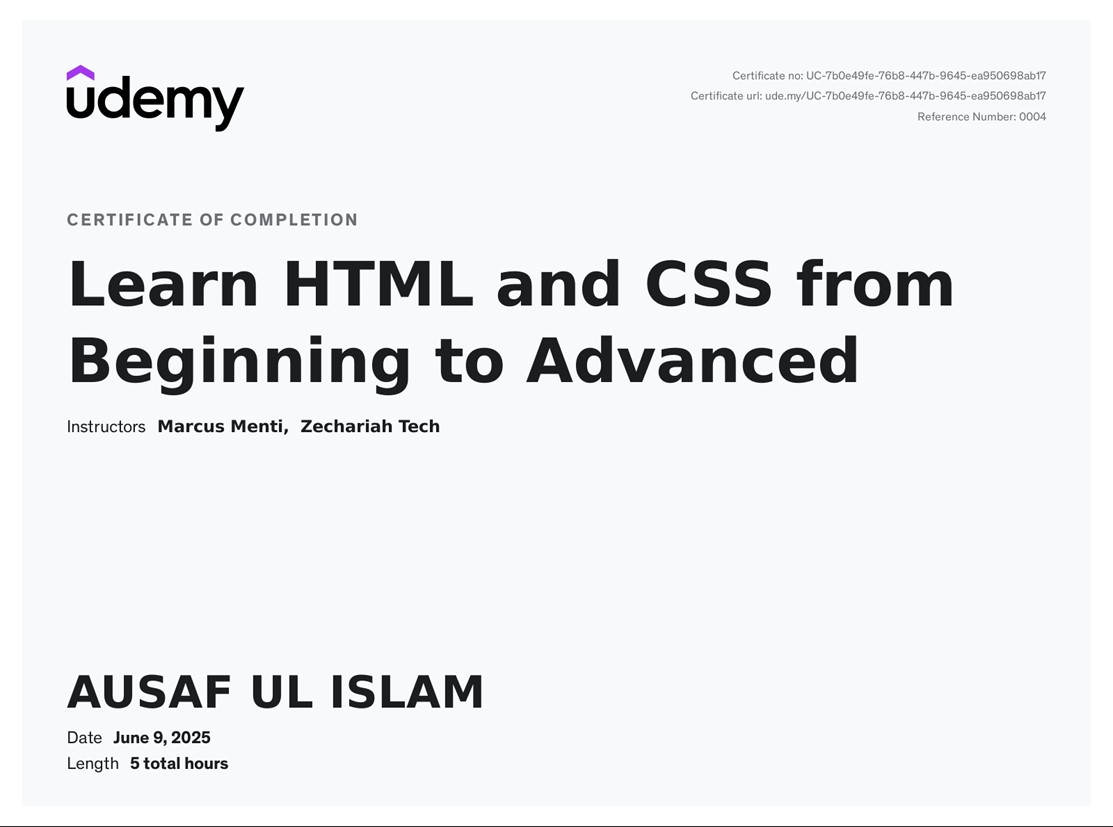 udemy
Certificate no: UC-7b0e49fe-76b8-447b-9645-ea950698ab17
Certificate url: ude.my/UC-7b0e49fe-76b8-447b-9645-ea950698ab17
Reference Number: 0004
CERTIFICATE OF COMPLETION
Learn HTML and CSS from
Beginning to Advanced
Instructors Marcus Menti, Zechariah Tech
AUSAF UL ISLAM
Date June 9, 2025
Length 5 total hours